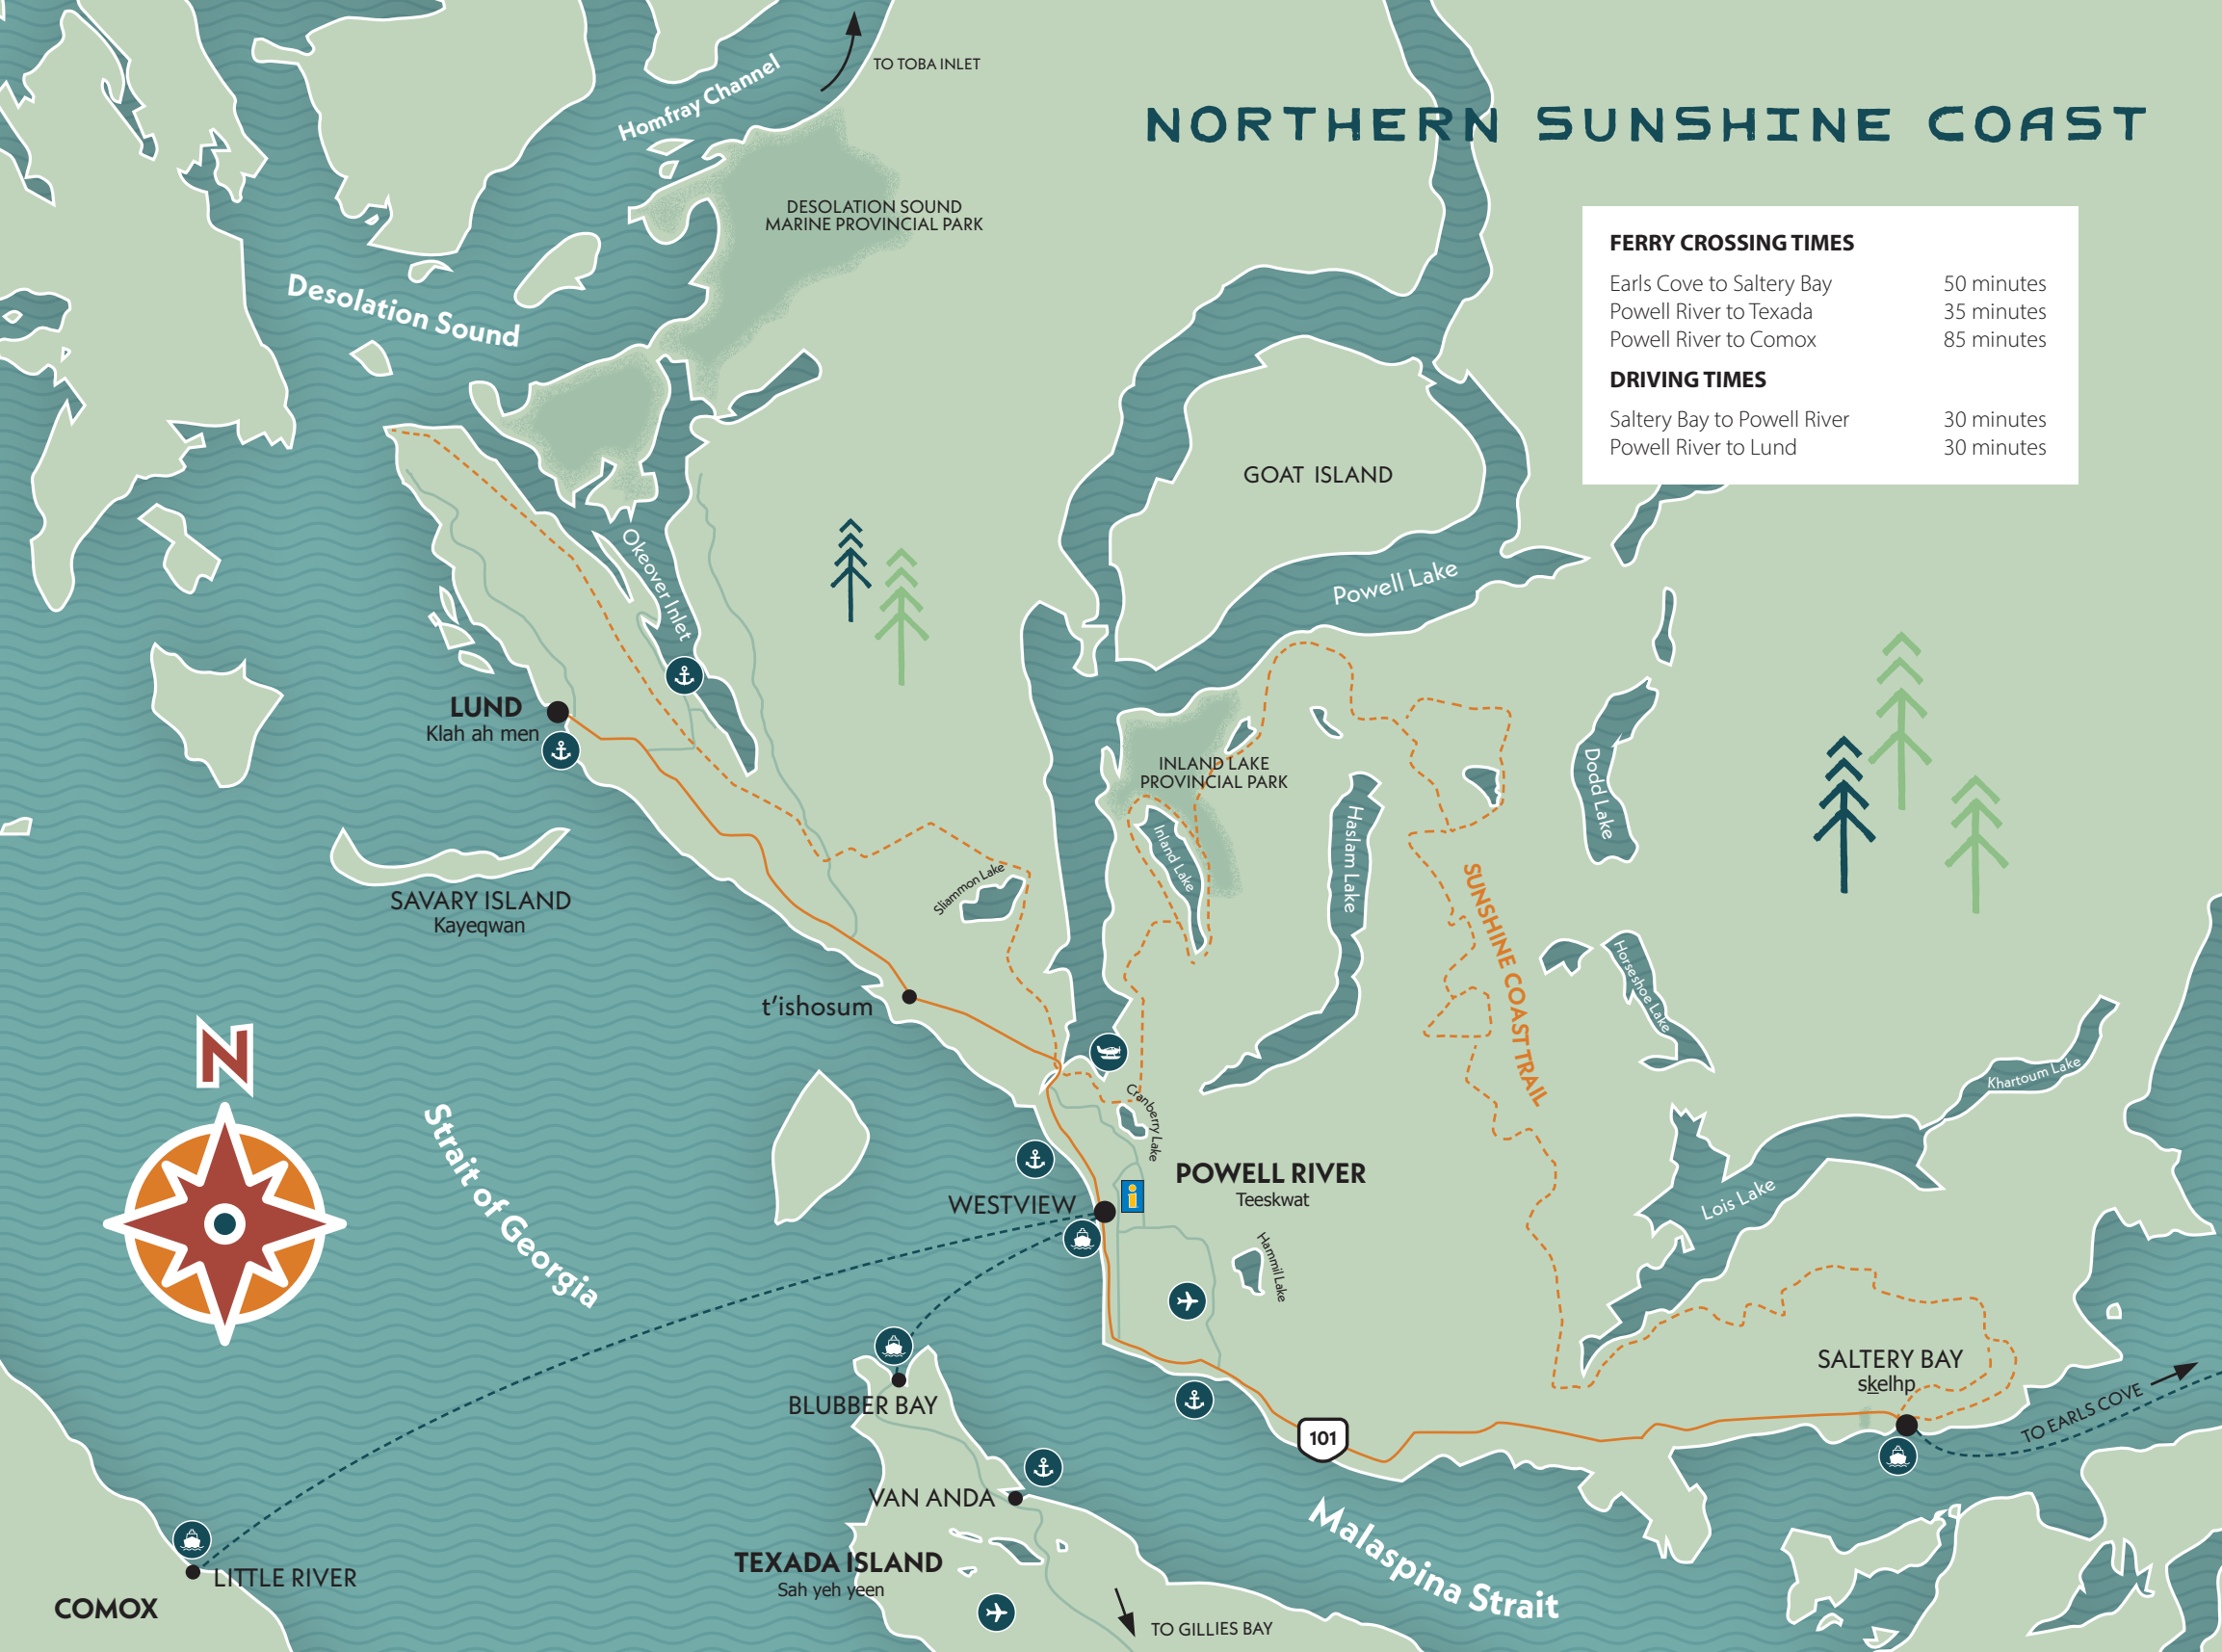 TO TOBA INLET
Homfray Channel
NORTHERN SUNSHINE COAST
DESOLATION SOUND
MARINE PROVINCIAL PARK
Desolation Sound
FERRY CROSSING TIMES
Earls Cove to Saltery Bay 50 minutes
Powell River to Texada 35 minutes
Powell River to Comox 85 minutes
DRIVING TIMES
Saltery Bay to Powell River 30 minutes
Powell River to Lund 30 minutes
GOAT ISLAND
Okeover Inlet
Powell Lake
LUND
Klah ah men
INLAND LAKE
PROVINCIAL PARK
Dodd Lake
Inland Lake
Haslam Lake
SAVARY ISLAND
Kayeqwan
Sliammon Lake
SUNSHINE COAST TRAIL
Horseshoe Lake
t'ishosum
N
Khartoum Lake
Strait of Georgia
Cranberry Lake
POWELL RIVER
Teeskwat
i
WESTVIEW
Lois Lake
Hammil Lake
SALTERY BAY
skelhp
BLUBBER BAY
TO EARLS COVE
101
VAN ANDA
Malaspina Strait
TEXADA ISLAND
Sah yeh yeen
LITTLE RIVER
COMOX
TO GILLIES BAY